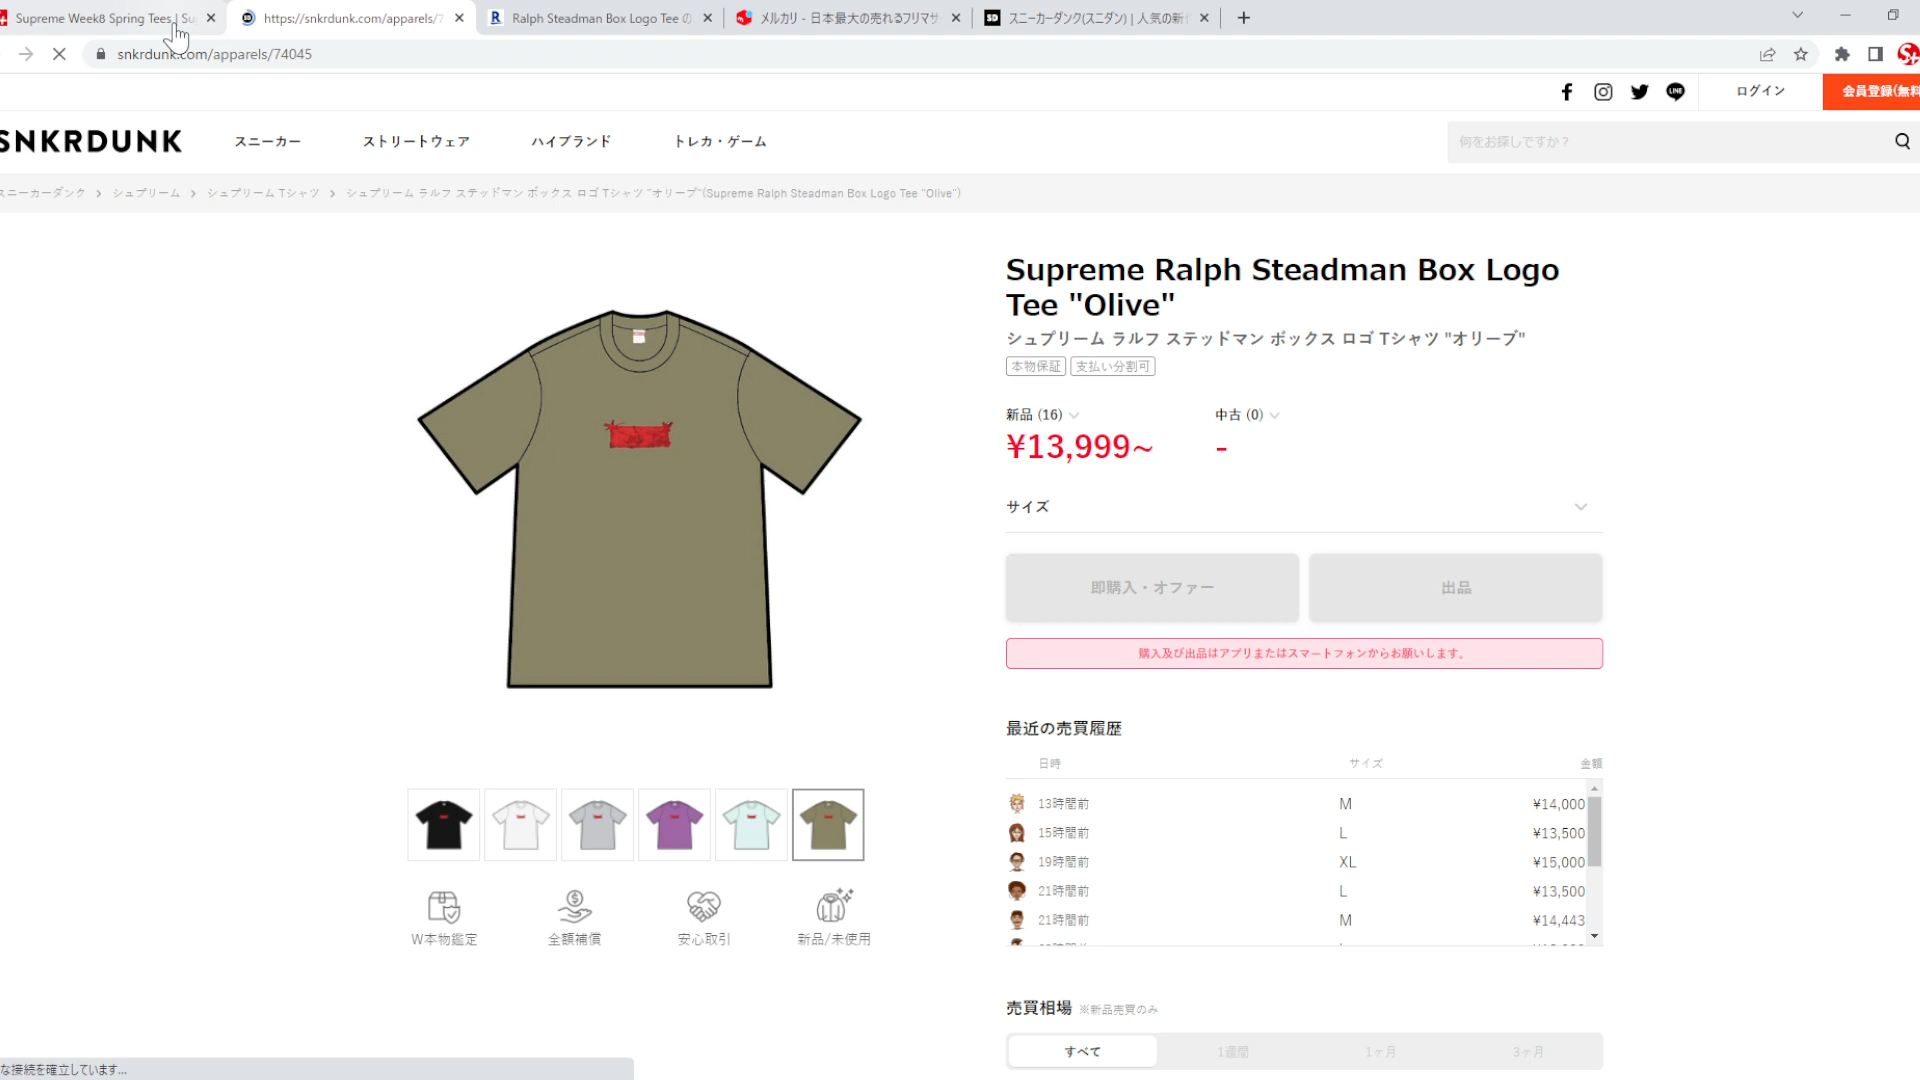 Supreme Week8 Spring Tees | Su
https://snkrdunk.com/apparels/7
Ralph Steadman Box Logo Tee の
メルカリ - 日本最大の売れるフリマサ
スニーカーダンク(スニダン) | 人気の新
snkrdunk.com/apparels/74045
ログイン
会員登録(無料
SNKRDUNK
スニーカー
ストリートウェア
ハイブランド
トレカ・ゲーム
何をお探しですか?
スニーカーダンク > シュプリーム > シュプリーム Tシャツ > シュプリーム ラルフ ステッドマン ボックス ロゴ Tシャツ "オリーブ"(Supreme Ralph Steadman Box Logo Tee "Olive")
Supreme Ralph Steadman Box Logo
Tee "Olive"
シュプリーム ラルフ ステッドマン ボックス ロゴ Tシャツ "オリーブ"
本物保証 支払い分割可
新品 (16)
中古 (0)
¥13,999~
-
サイズ
即購入・オファー
出品
購入及び出品はアプリまたはスマートフォンからお願いします。
最近の売買履歴
日時 サイズ 金額
13時間前 M ¥14,000
15時間前 L ¥13,500
19時間前 XL ¥15,000
21時間前 L ¥13,500
21時間前 M ¥14,443
W本物鑑定
全額補償
安心取引
新品/未使用
売買相場 ※新品売買のみ
すべて 1週間 1ヶ月 3ヶ月
な接続を確立しています...